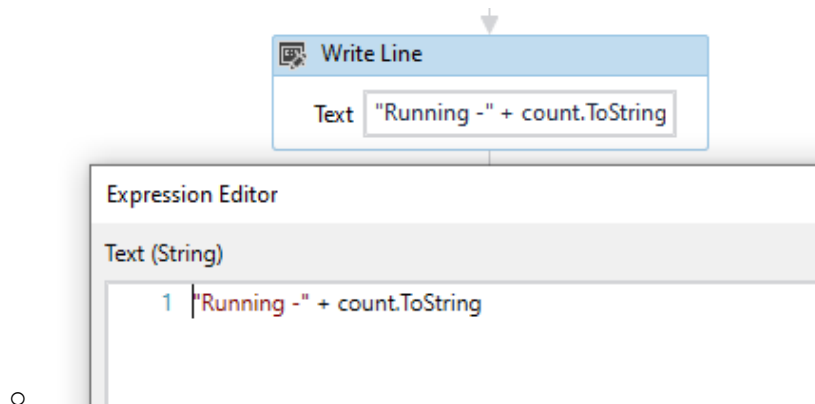 Write Line
Text "Running -" + count.ToString
Expression Editor
Text (String)
1 "Running -" + count.ToString